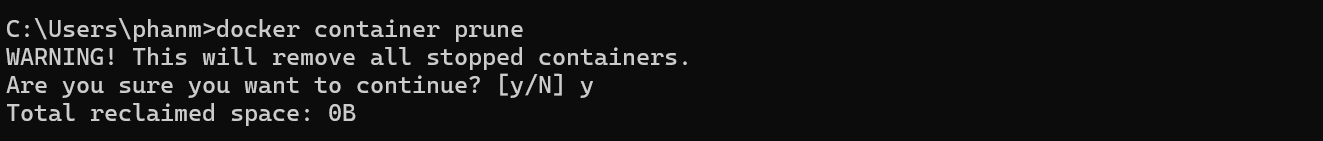 C:\Users\phanm>docker container prune
WARNING! This will remove all stopped containers.
Are you sure you want to continue? [y/N] y
Total reclaimed space: 0B